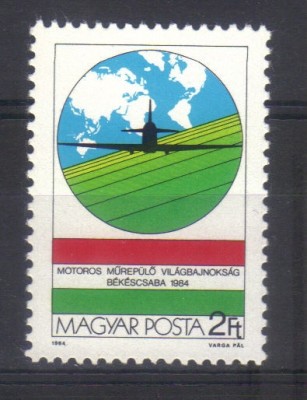 MOTOROS MŰREPÜLŐ VILÁGBAJNOKSÁG
BÉKÉSCSABA 1984
MAGYAR POSTA 2Ft
1984. VARGA PÁL